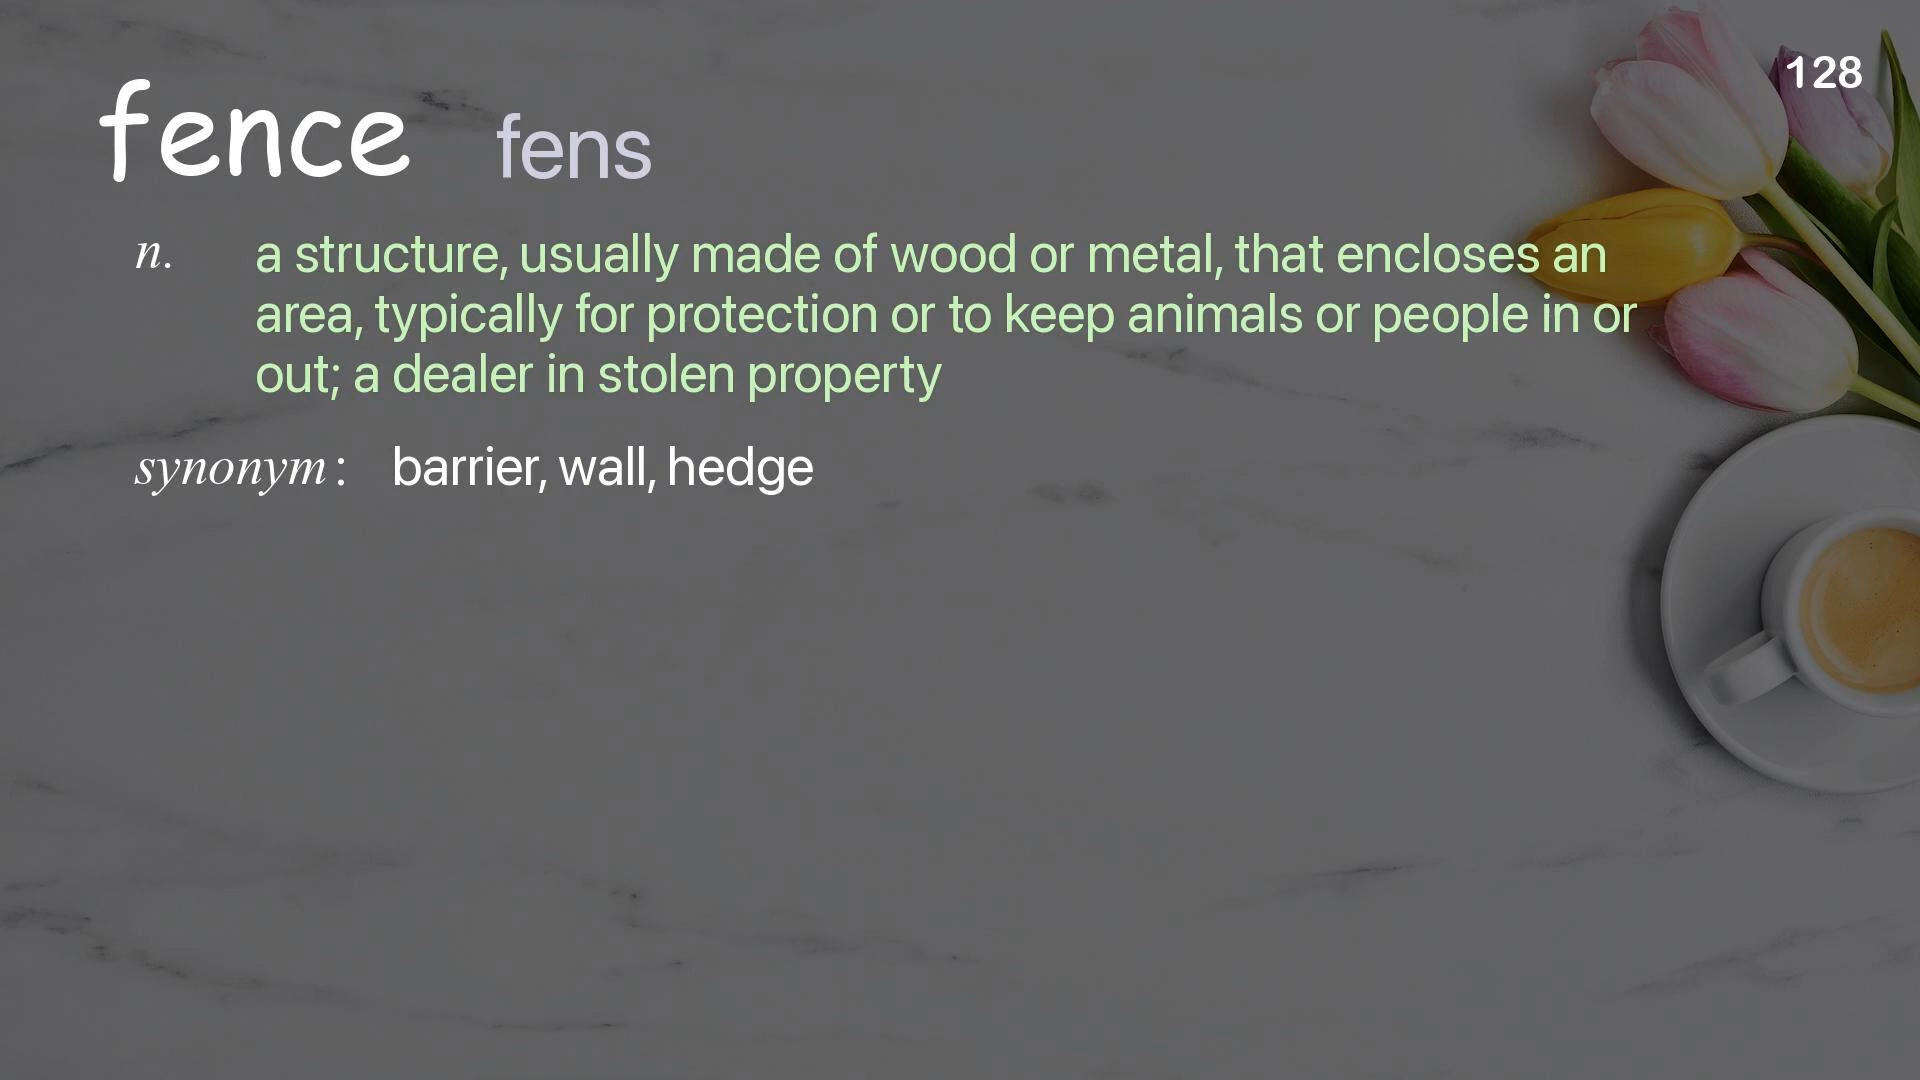 128
fence fens
n. a structure, usually made of wood or metal, that encloses an
area, typically for protection or to keep animals or people in or
out; a dealer in stolen property
synonym : barrier, wall, hedge